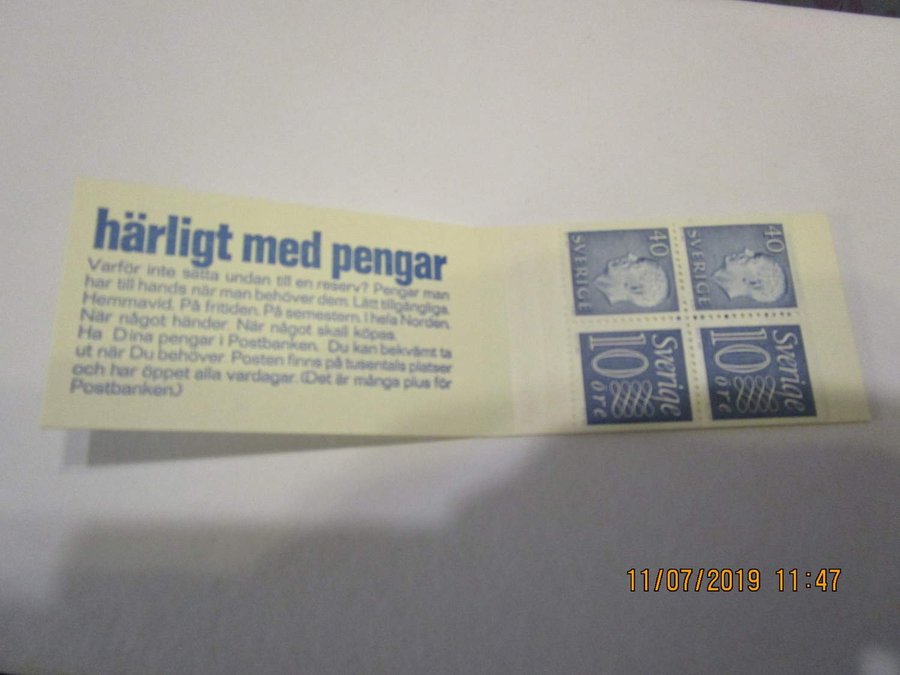 härligt med pengar
Varför inte sätta undan till en reserv? Pengar man
har till hands när man behöver dem. Lätt tillgängliga.
Hemmavid. På fritiden. På semestern. I hela Norden.
När något händer. När något skall köpas.
Ha Dina pengar i Postbanken. Du kan bekvämt ta
ut när Du behöver. Posten finns på tusentals platser
och har öppet alla vardagar. (Det är många plus för
Postbanken.)
40
SVERIGE
40
SVERIGE
Sverige
10
öre
Sverige
10
öre
11/07/2019 11:47